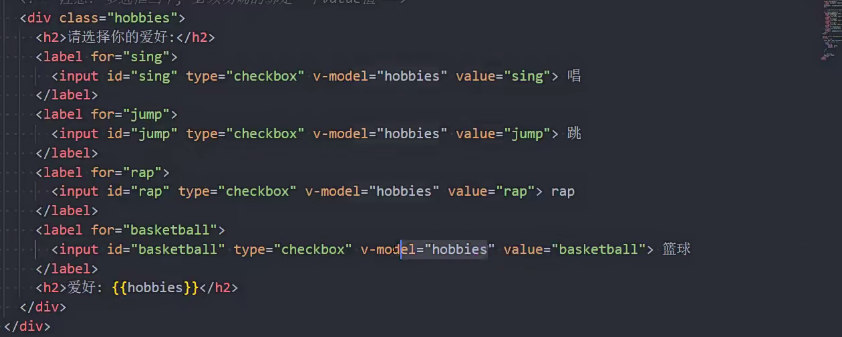 <div class="hobbies">
<h2>请选择你的爱好:</h2>
<label for="sing">
<input id="sing" type="checkbox" v-model="hobbies" value="sing"> 唱
</label>
<label for="jump">
<input id="jump" type="checkbox" v-model="hobbies" value="jump"> 跳
</label>
<label for="rap">
<input id="rap" type="checkbox" v-model="hobbies" value="rap"> rap
</label>
<label for="basketball">
<input id="basketball" type="checkbox" v-model="hobbies" value="basketball"> 篮球
</label>
<h2>爱好: {{hobbies}}</h2>
</div>
</div>